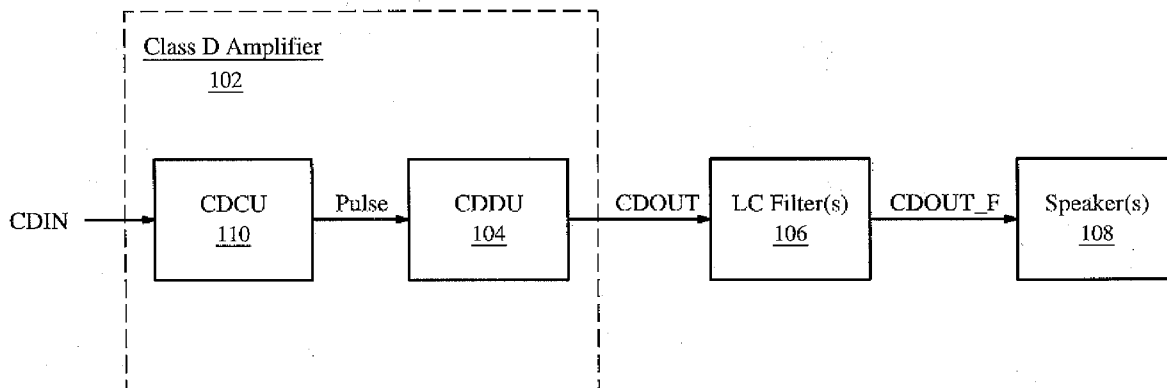 Class D Amplifier
102
CDIN
CDCU
110
Pulse
CDDU
104
CDOUT
LC Filter(s)
106
CDOUT_F
Speaker(s)
108